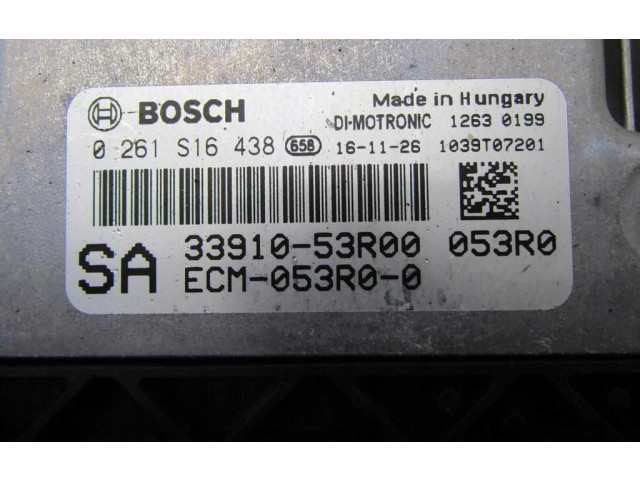 BOSCH Made in Hungary
DI-MOTRONIC 1263 0199
0 261 S16 438 658 16-11-26 1039T07201
SA 33910-53R00 053R0
ECM-053R0-0